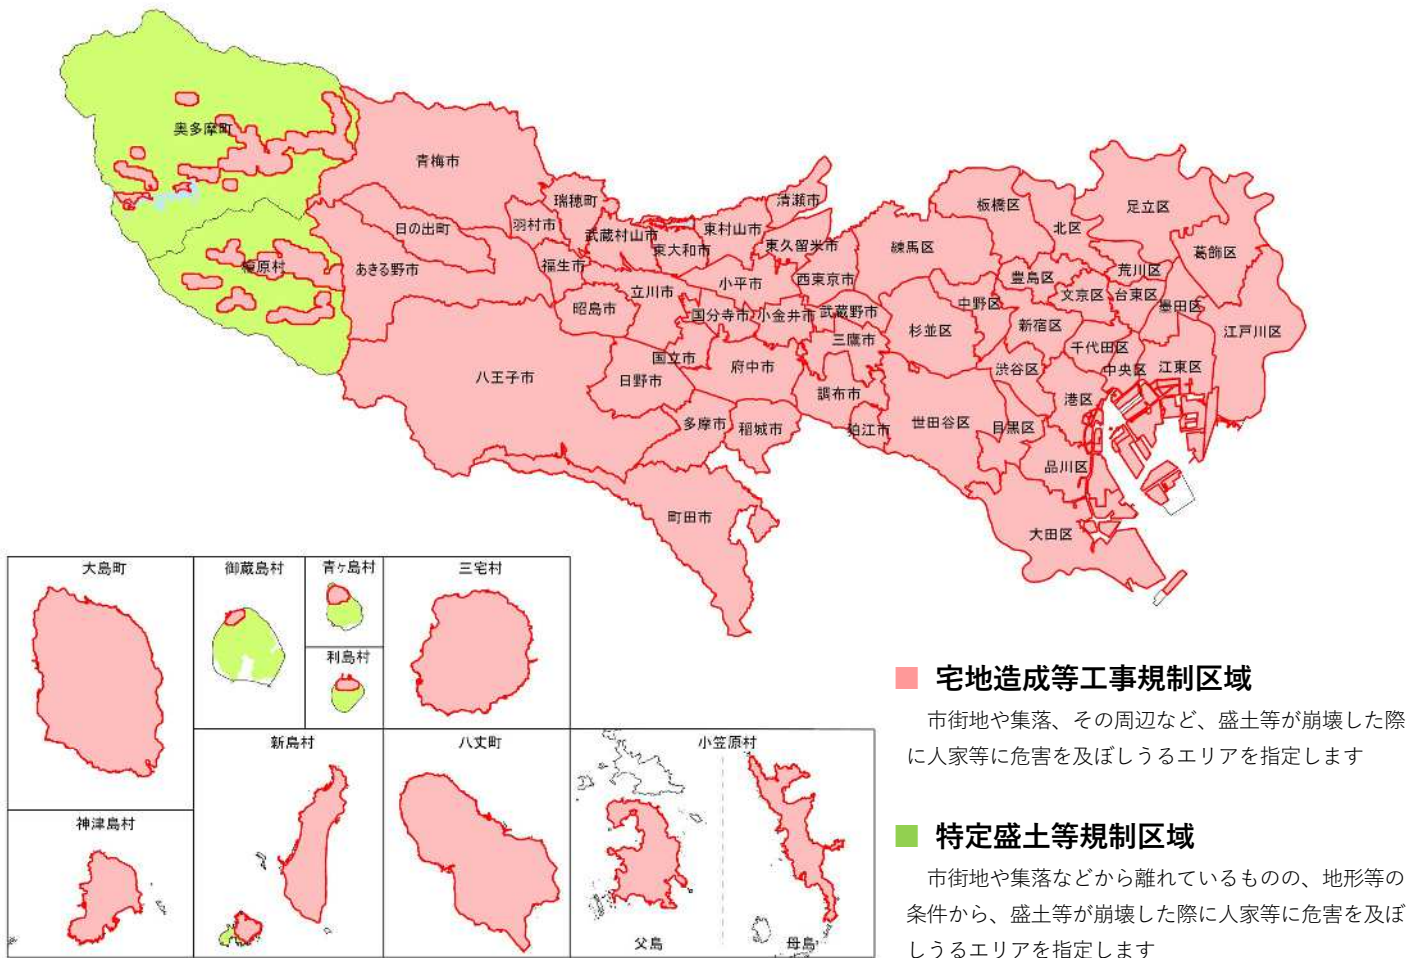 奥多摩町
青梅市
瑞穂町
清瀬市
板橋区
足立区
日の出町
羽村市
武蔵村山市
東村山市
東大和市
東久留米市
練馬区
北区
葛飾区
檜原村
あきる野市
福生市
昭島市
立川市
小平市
西東京市
豊島区
荒川区
文京区
台東区
墨田区
中野区
国分寺市
小金井市
武蔵野市
三鷹市
杉並区
新宿区
千代田区
江戸川区
八王子市
国立市
日野市
府中市
調布市
渋谷区
中央区
江東区
港区
多摩市
稲城市
狛江市
世田谷区
目黒区
品川区
町田市
大田区
大島町
御蔵島村
青ヶ島村
三宅村
利島村
新島村
八丈町
小笠原村
神津島村
父島
母島
宅地造成等工事規制区域
市街地や集落、その周辺など、盛土等が崩壊した際
に人家等に危害を及ぼしうるエリアを指定します
特定盛土等規制区域
市街地や集落などから離れているものの、地形等の
条件から、盛土等が崩壊した際に人家等に危害を及ぼ
しうるエリアを指定します